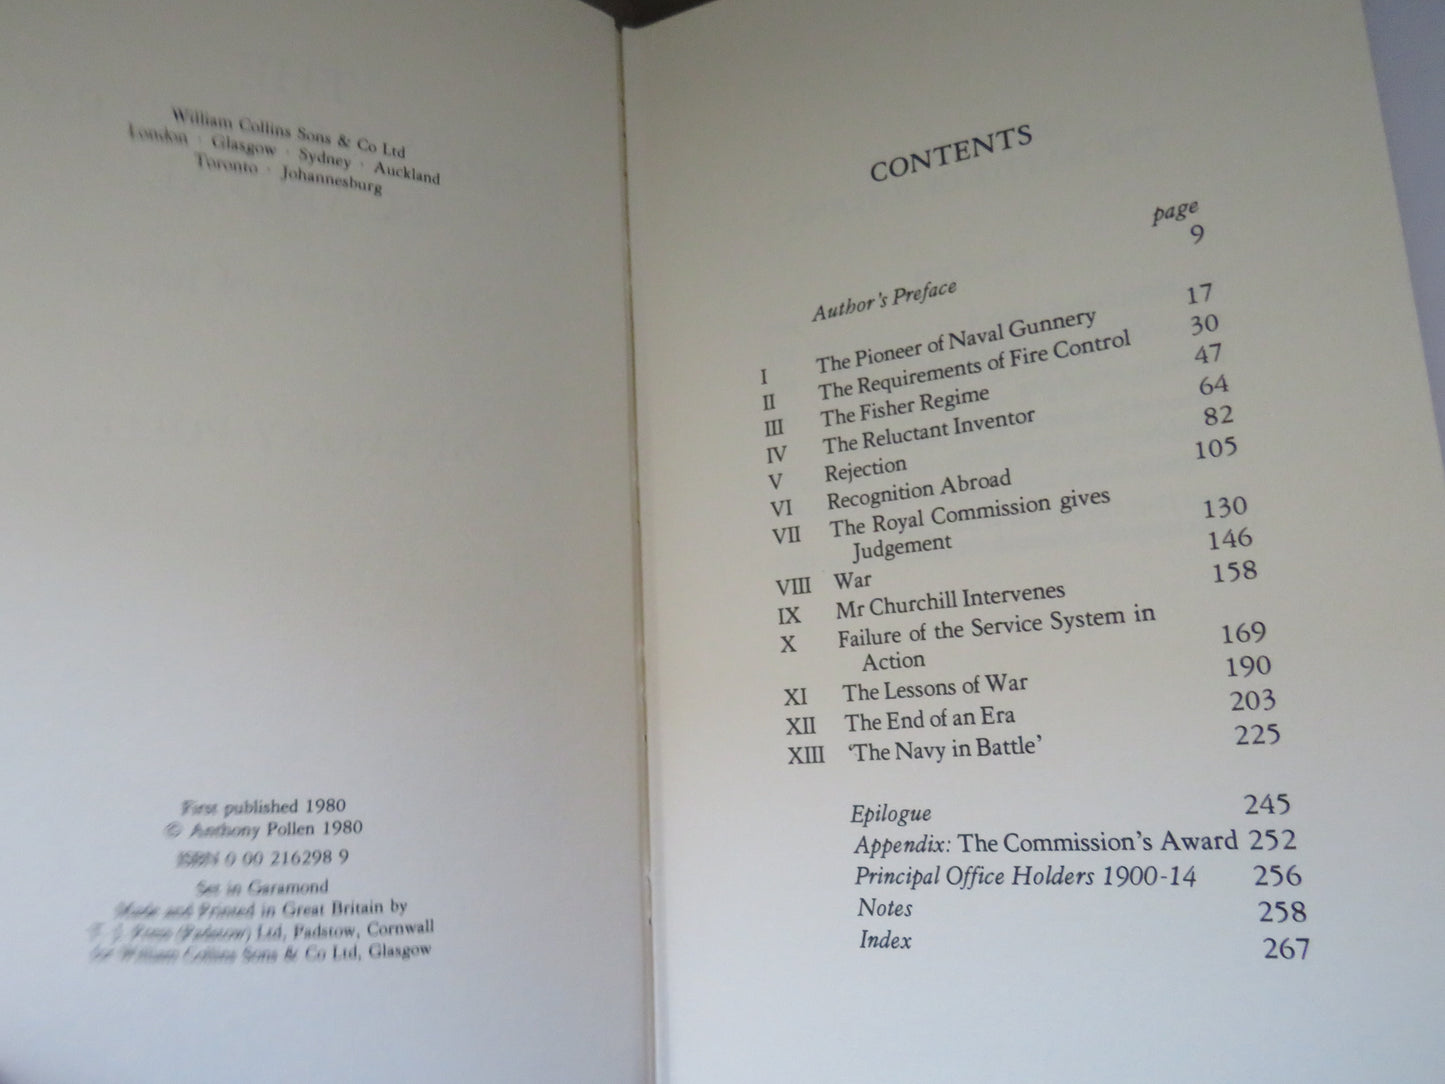 William Collins Sons & Co Ltd
London · Glasgow · Sydney · Auckland
Toronto · Johannesburg
First published 1980
© Anthony Pollen 1980
ISBN 0 00 216298 9
Set in Garamond
Made and Printed in Great Britain by
T. J. Press (Padstow) Ltd, Padstow, Cornwall
for William Collins Sons & Co Ltd, Glasgow
CONTENTS
page
Author's Preface 9
I The Pioneer of Naval Gunnery 17
II The Requirements of Fire Control 30
III The Fisher Regime 47
IV The Reluctant Inventor 64
V Rejection 82
VI Recognition Abroad 105
VII The Royal Commission gives
Judgement 130
VIII War 146
IX Mr Churchill Intervenes 158
X Failure of the Service System in
Action 169
XI The Lessons of War 190
XII The End of an Era 203
XIII ‘The Navy in Battle’ 225
Epilogue 245
Appendix: The Commission's Award 252
Principal Office Holders 1900-14 256
Notes 258
Index 267